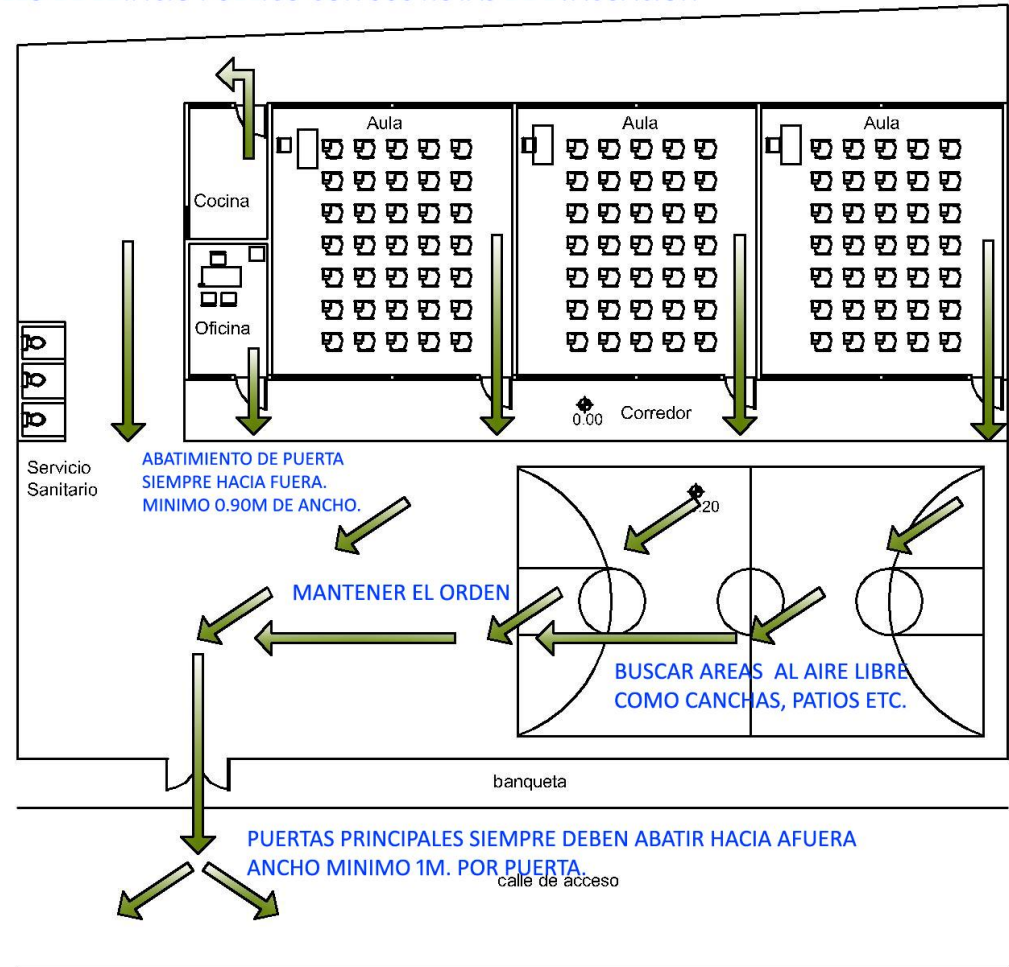 Aula
Aula
Aula
Cocina
Oficina
0.00
Corredor
Servicio
Sanitario
ABATIMIENTO DE PUERTA
SIEMPRE HACIA FUERA.
MINIMO 0.90M DE ANCHO.
MANTENER EL ORDEN
BUSCAR AREAS AL AIRE LIBRE
COMO CANCHAS, PATIOS ETC.
banqueta
PUERTAS PRINCIPALES SIEMPRE DEBEN ABATIR HACIA AFUERA
ANCHO MINIMO 1M. POR PUERTA.
calle de acceso